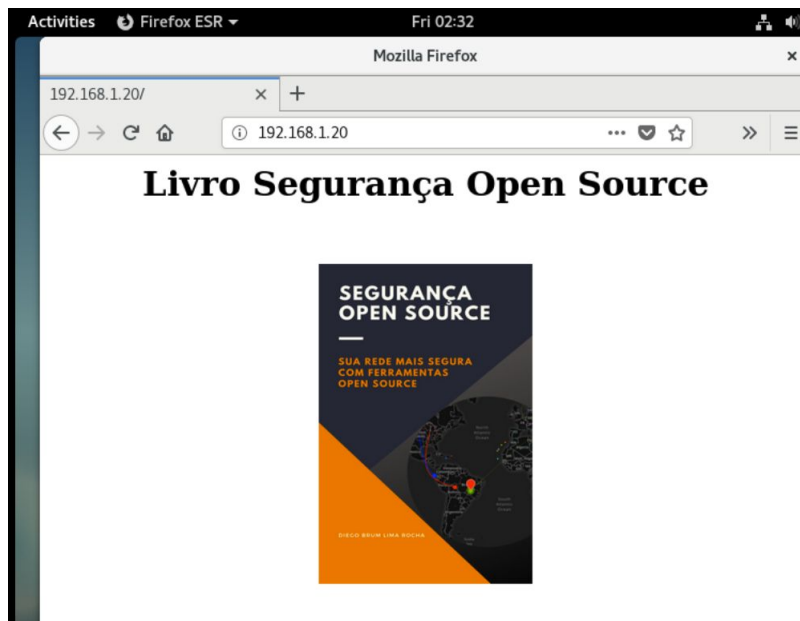 Activities Firefox ESR Fri 02:32
Mozilla Firefox
192.168.1.20/
192.168.1.20
Livro Segurança Open Source
SEGURANÇA
OPEN SOURCE
SUA REDE MAIS SEGURA
COM FERRAMENTAS
OPEN SOURCE
DIEGO BRUM LIMA ROCHA